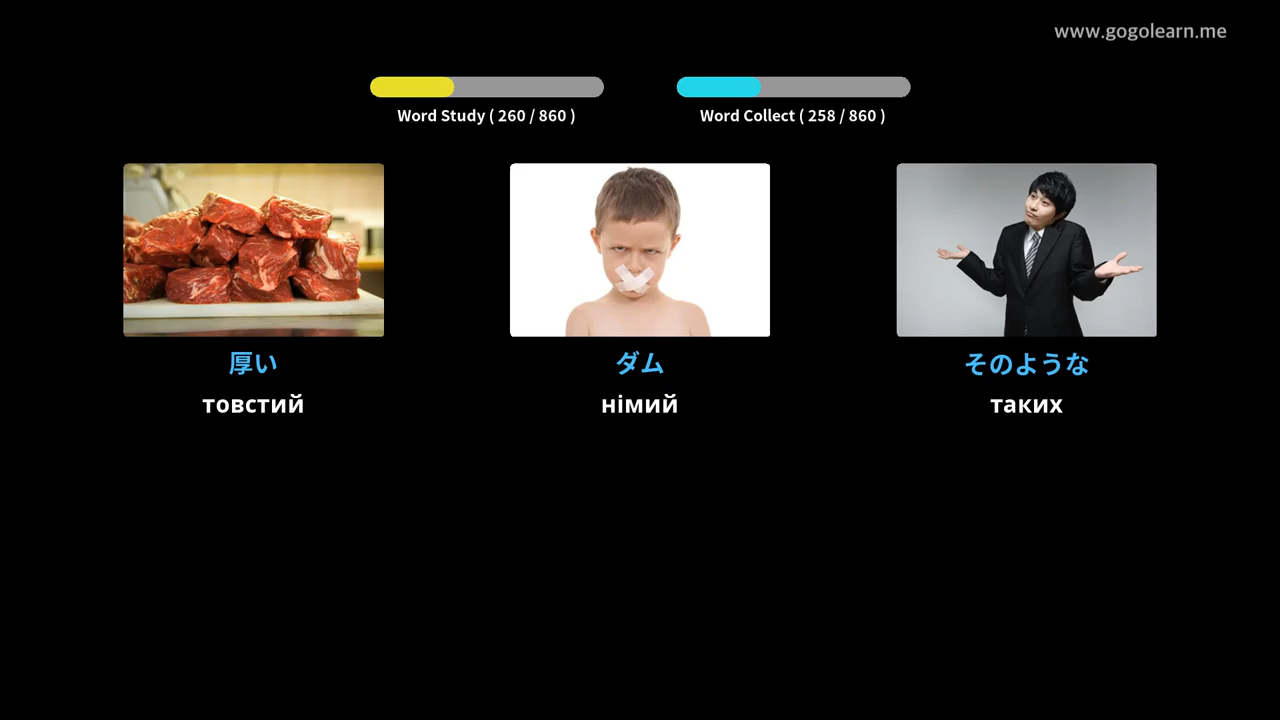 www.gogolearn.me
Word Study ( 260 / 860 )
Word Collect ( 258 / 860 )
厚い
ダム
そのような
товстий
німий
таких